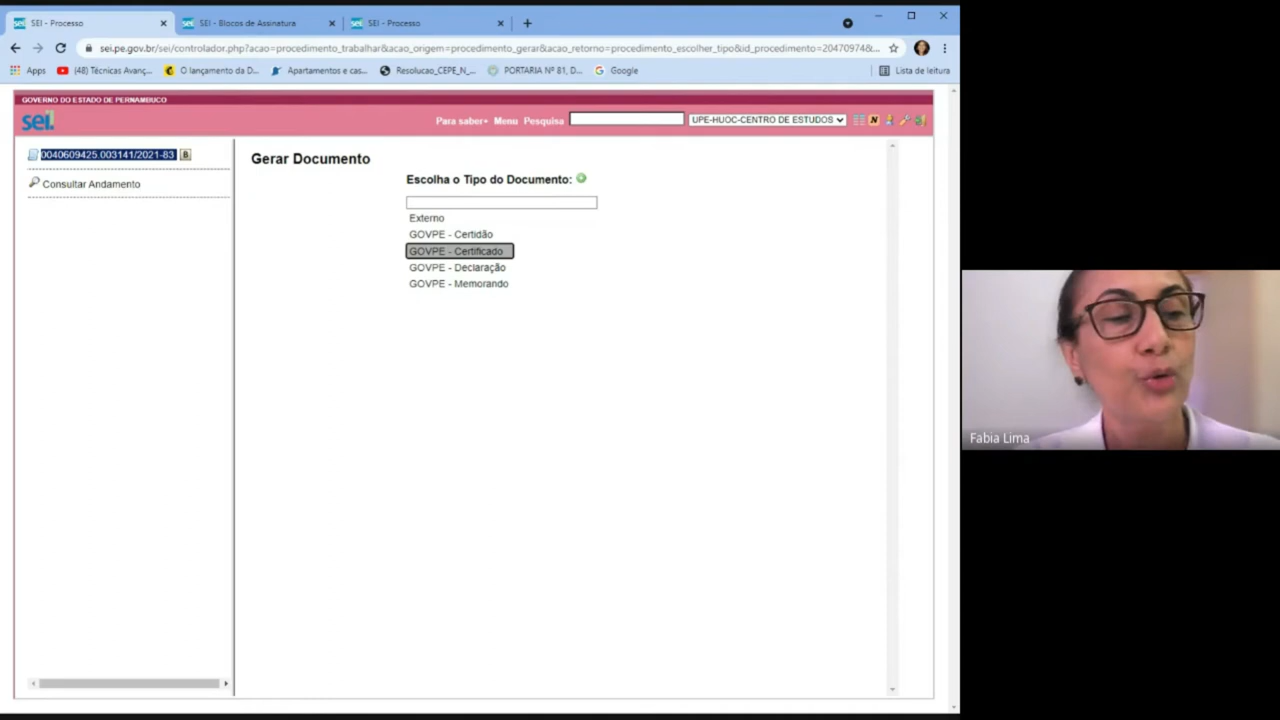 SEI - Processo
SEI - Blocos de Assinatura
SEI - Processo
sei.pe.gov.br/sei/controlador.php?acao=procedimento_trabalhar&acao_origem=procedimento_gerar&acao_retorno=procedimento_escolher_tipo&id_procedimento=20470974&...
Apps
(48) Técnicas Avanç...
O lançamento da D...
Apartamentos e cas...
Resolucao_CEPE_N_...
PORTARIA Nº 81, D...
Google
Lista de leitura
GOVERNO DO ESTADO DE PERNAMBUCO
sei!
Para saber+ Menu Pesquisa
UPE-HUOC-CENTRO DE ESTUDOS
0040609425.003141/2021-83
Consultar Andamento
Gerar Documento
Escolha o Tipo do Documento:
Externo
GOVPE - Certidão
GOVPE - Certificado
GOVPE - Declaração
GOVPE - Memorando
Fabia Lima